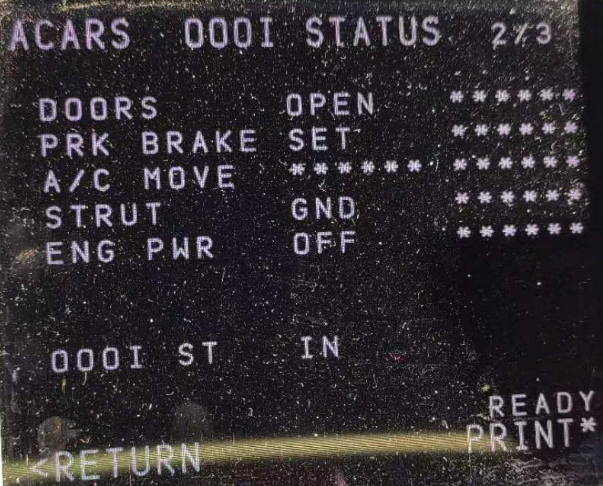 ACARS OOOI STATUS 2/3
DOORS OPEN ******
PRK BRAKE SET ******
A/C MOVE ****** ******
STRUT GND ******
ENG PWR OFF ******
OOOI ST IN
READY
<RETURN PRINT*